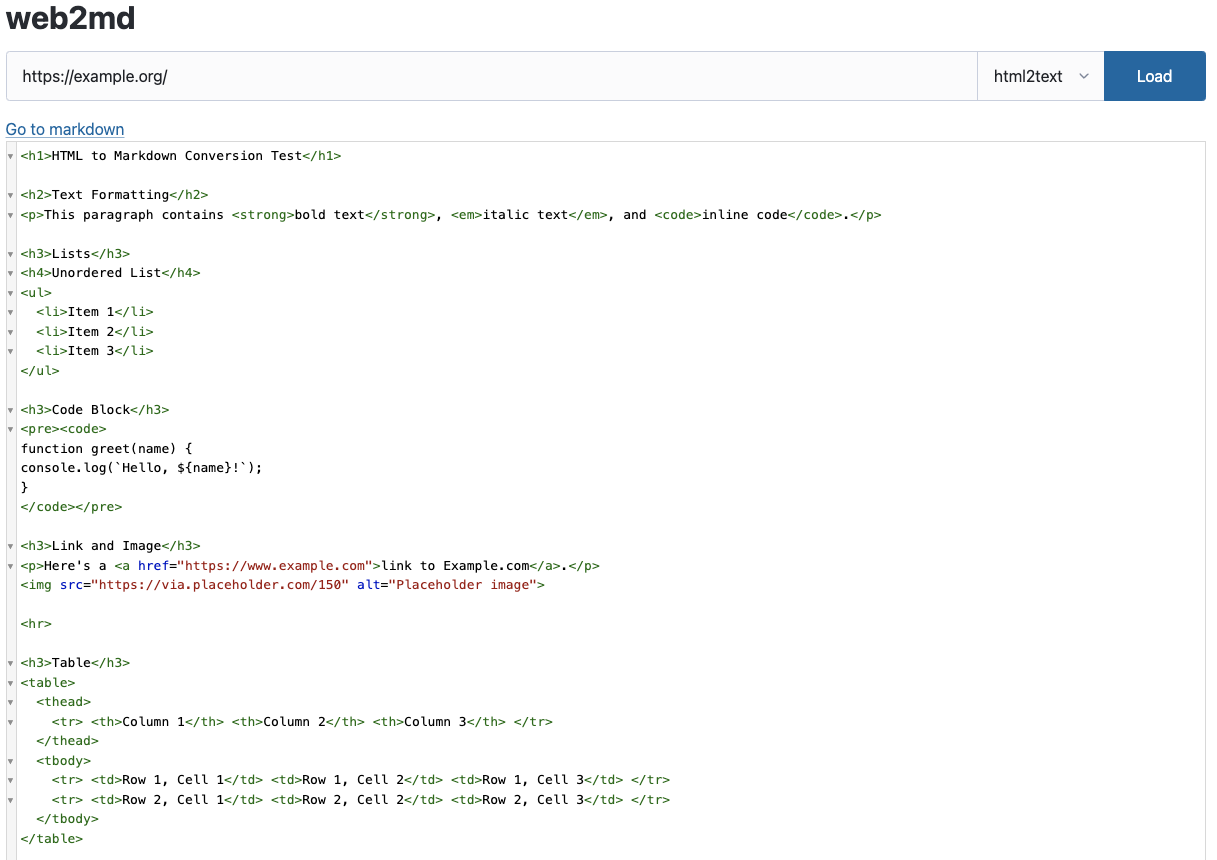 web2md
https://example.org/
html2text
Load
Go to markdown
<h1>HTML to Markdown Conversion Test</h1>
<h2>Text Formatting</h2>
<p>This paragraph contains <strong>bold text</strong>, <em>italic text</em>, and <code>inline code</code>.</p>
<h3>Lists</h3>
<h4>Unordered List</h4>
<ul>
  <li>Item 1</li>
  <li>Item 2</li>
  <li>Item 3</li>
</ul>
<h3>Code Block</h3>
<pre><code>
function greet(name) {
console.log(`Hello, ${name}!`);
}
</code></pre>
<h3>Link and Image</h3>
<p>Here's a <a href="https://www.example.com">link to Example.com</a>.</p>
<img src="https://via.placeholder.com/150" alt="Placeholder image">
<hr>
<h3>Table</h3>
<table>
  <thead>
    <tr> <th>Column 1</th> <th>Column 2</th> <th>Column 3</th> </tr>
  </thead>
  <tbody>
    <tr> <td>Row 1, Cell 1</td> <td>Row 1, Cell 2</td> <td>Row 1, Cell 3</td> </tr>
    <tr> <td>Row 2, Cell 1</td> <td>Row 2, Cell 2</td> <td>Row 2, Cell 3</td> </tr>
  </tbody>
</table>